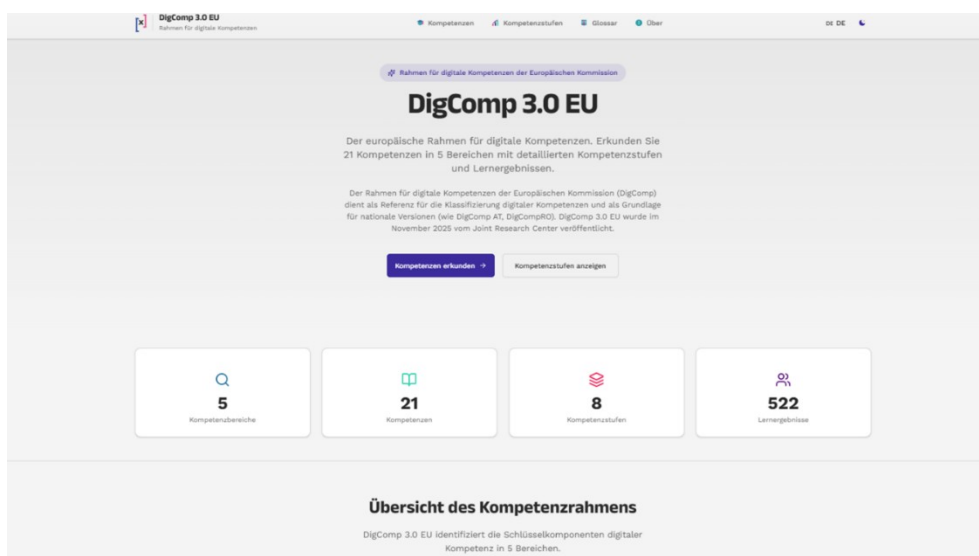 DigComp 3.0 EU
Rahmen für digitale Kompetenzen
Kompetenzen
Kompetenzstufen
Glossar
Über
DE DE
Rahmen für digitale Kompetenzen der Europäischen Kommission
DigComp 3.0 EU
Der europäische Rahmen für digitale Kompetenzen. Erkunden Sie
21 Kompetenzen in 5 Bereichen mit detaillierten Kompetenzstufen
und Lernergebnissen.
Der Rahmen für digitale Kompetenzen der Europäischen Kommission (DigComp)
dient als Referenz für die Klassifizierung digitaler Kompetenzen und als Grundlage
für nationale Versionen (wie DigComp AT, DigCompRO). DigComp 3.0 EU wurde im
November 2025 vom Joint Research Center veröffentlicht.
Kompetenzen erkunden →
Kompetenzstufen anzeigen
5
Kompetenzbereiche
21
Kompetenzen
8
Kompetenzstufen
522
Lernergebnisse
Übersicht des Kompetenzrahmens
DigComp 3.0 EU identifiziert die Schlüsselkomponenten digitaler
Kompetenz in 5 Bereichen.